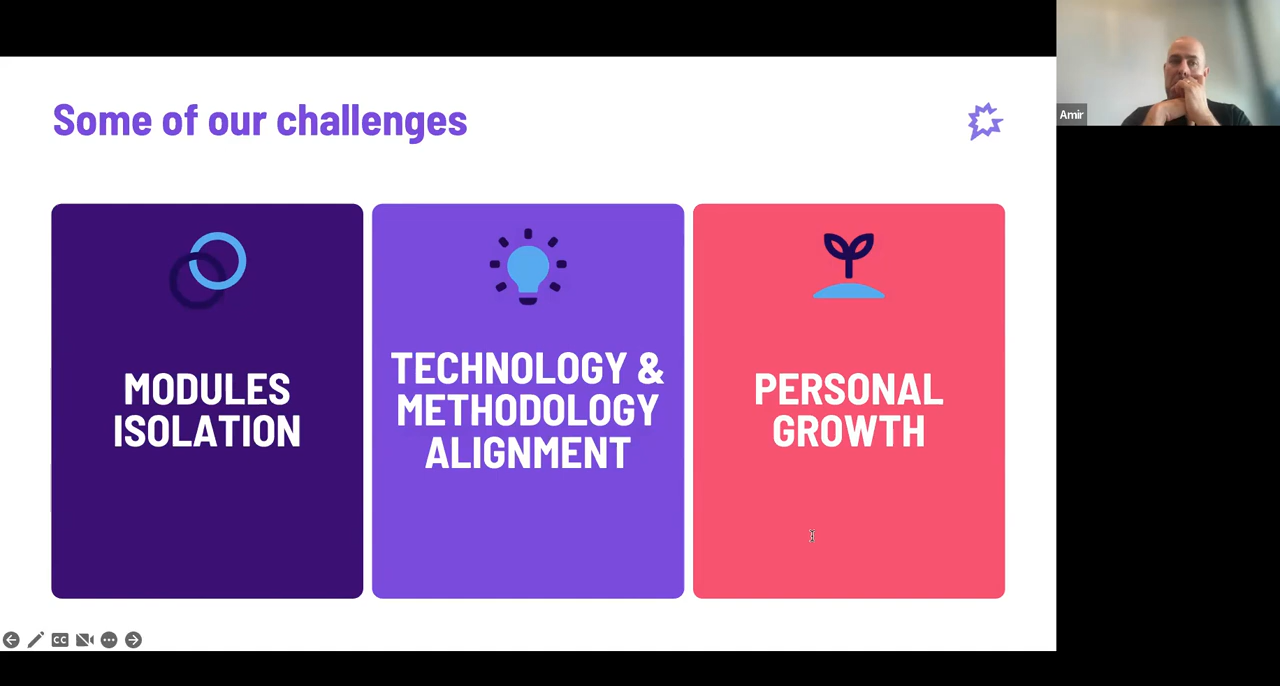 Some of our challenges
Amir
MODULES
ISOLATION
TECHNOLOGY &
METHODOLOGY
ALIGNMENT
PERSONAL
GROWTH
CC